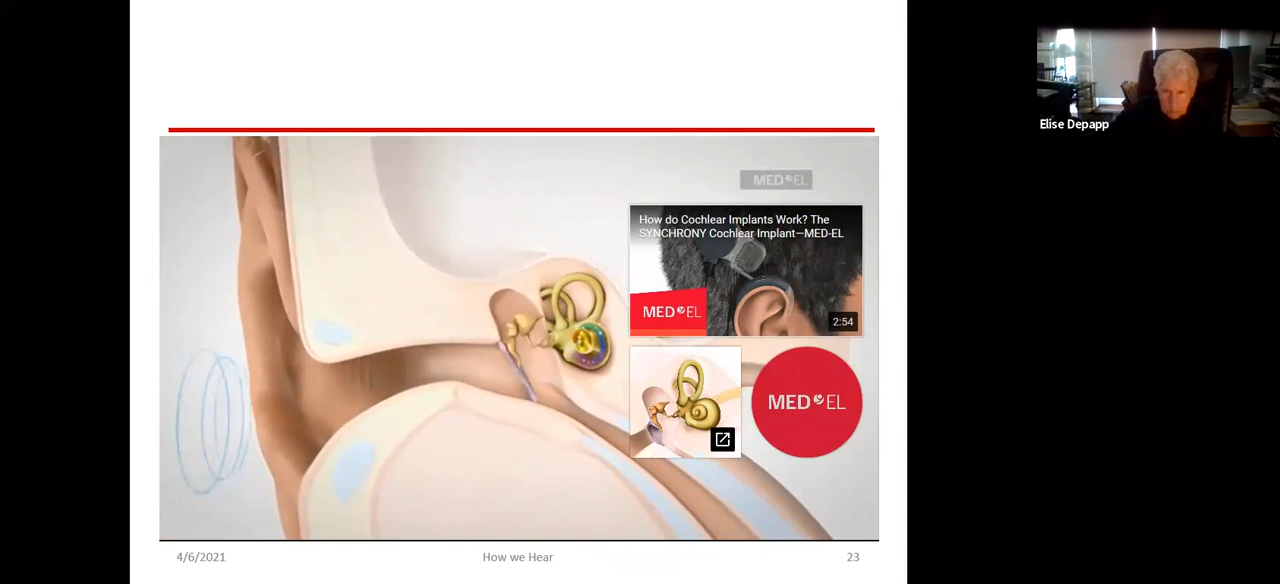 MED EL
How do Cochlear Implants Work? The
SYNCHRONY Cochlear Implant—MED-EL
MED EL
2:54
MED EL
4/6/2021
How we Hear
23
Elise Depapp